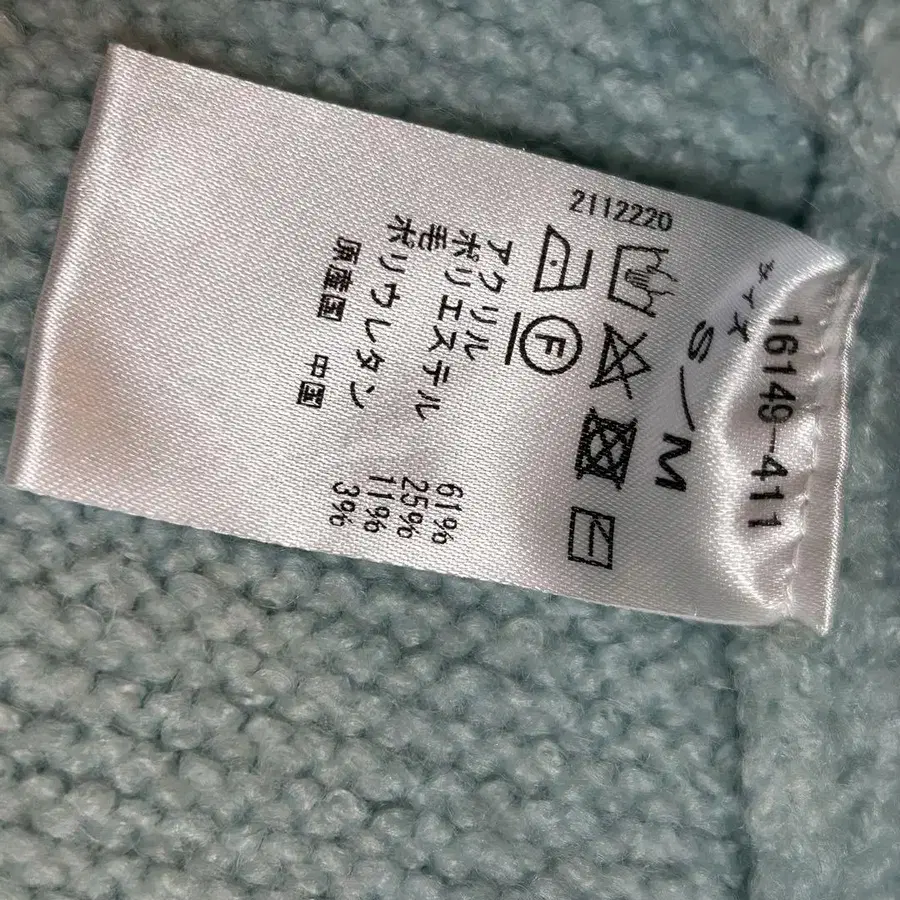 16149-411
サイズ
S/M
2112220
F
アクリル 61%
ポリエステル 25%
毛 11%
ポリウレタン 3%
原産国 中国